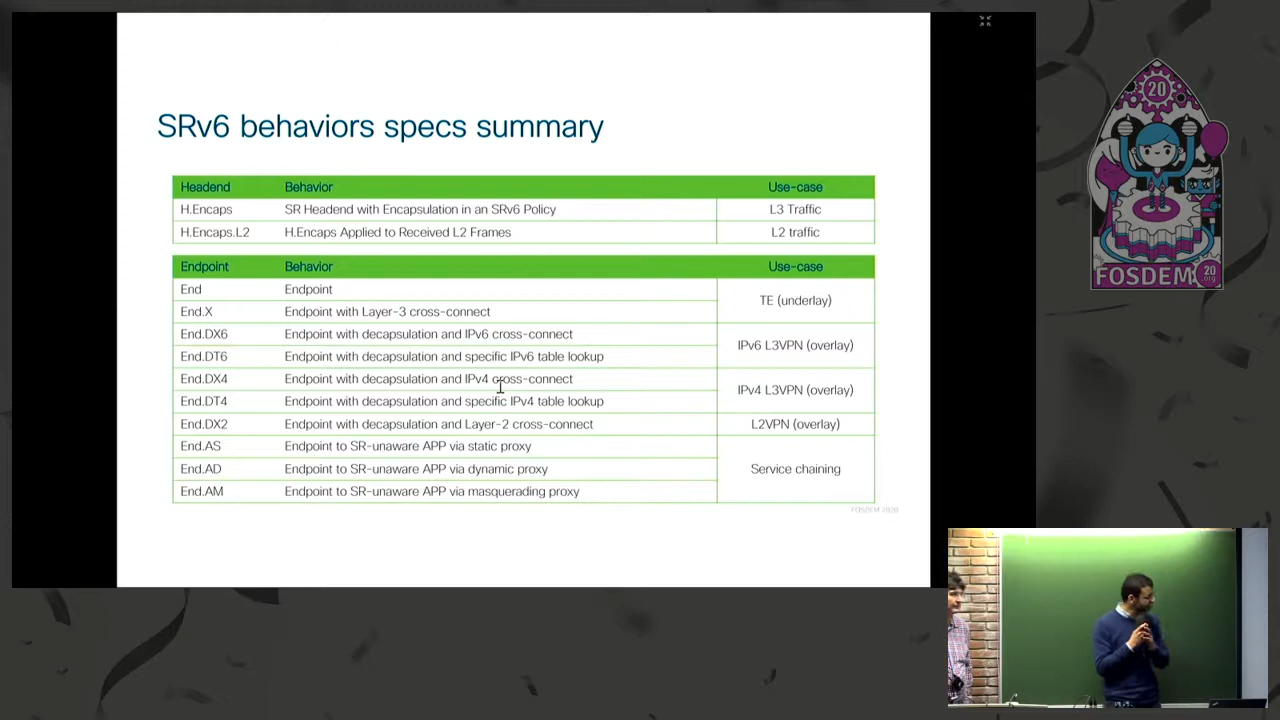 SRv6 behaviors specs summary
Headend Behavior Use-case
H.Encaps SR Headend with Encapsulation in an SRv6 Policy L3 Traffic
H.Encaps.L2 H.Encaps Applied to Received L2 Frames L2 traffic
Endpoint Behavior Use-case
End Endpoint
TE (underlay)
End.X Endpoint with Layer-3 cross-connect
End.DX6 Endpoint with decapsulation and IPv6 cross-connect
IPv6 L3VPN (overlay)
End.DT6 Endpoint with decapsulation and specific IPv6 table lookup
End.DX4 Endpoint with decapsulation and IPv4 cross-connect
IPv4 L3VPN (overlay)
End.DT4 Endpoint with decapsulation and specific IPv4 table lookup
End.DX2 Endpoint with decapsulation and Layer-2 cross-connect L2VPN (overlay)
End.AS Endpoint to SR-unaware APP via static proxy
End.AD Endpoint to SR-unaware APP via dynamic proxy Service chaining
End.AM Endpoint to SR-unaware APP via masquerading proxy
FOSDEM 2020
20
FOSDEM 20
.org